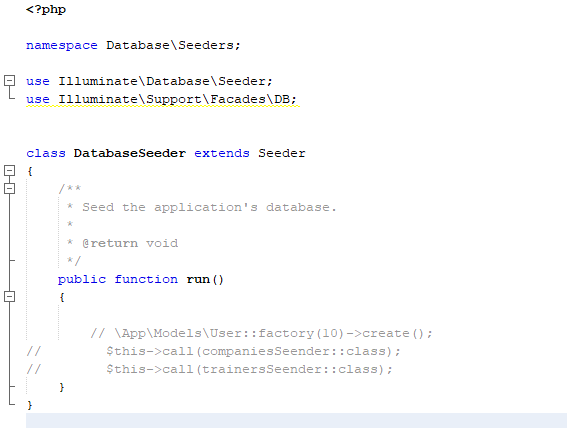 <?php
namespace Database\Seeders;
use Illuminate\Database\Seeder;
use Illuminate\Support\Facades\DB;
class DatabaseSeeder extends Seeder
{
/**
* Seed the application's database.
*
* @return void
*/
public function run()
{
// \App\Models\User::factory(10)->create();
// $this->call(companiesSeender::class);
// $this->call(trainersSeender::class);
}
}